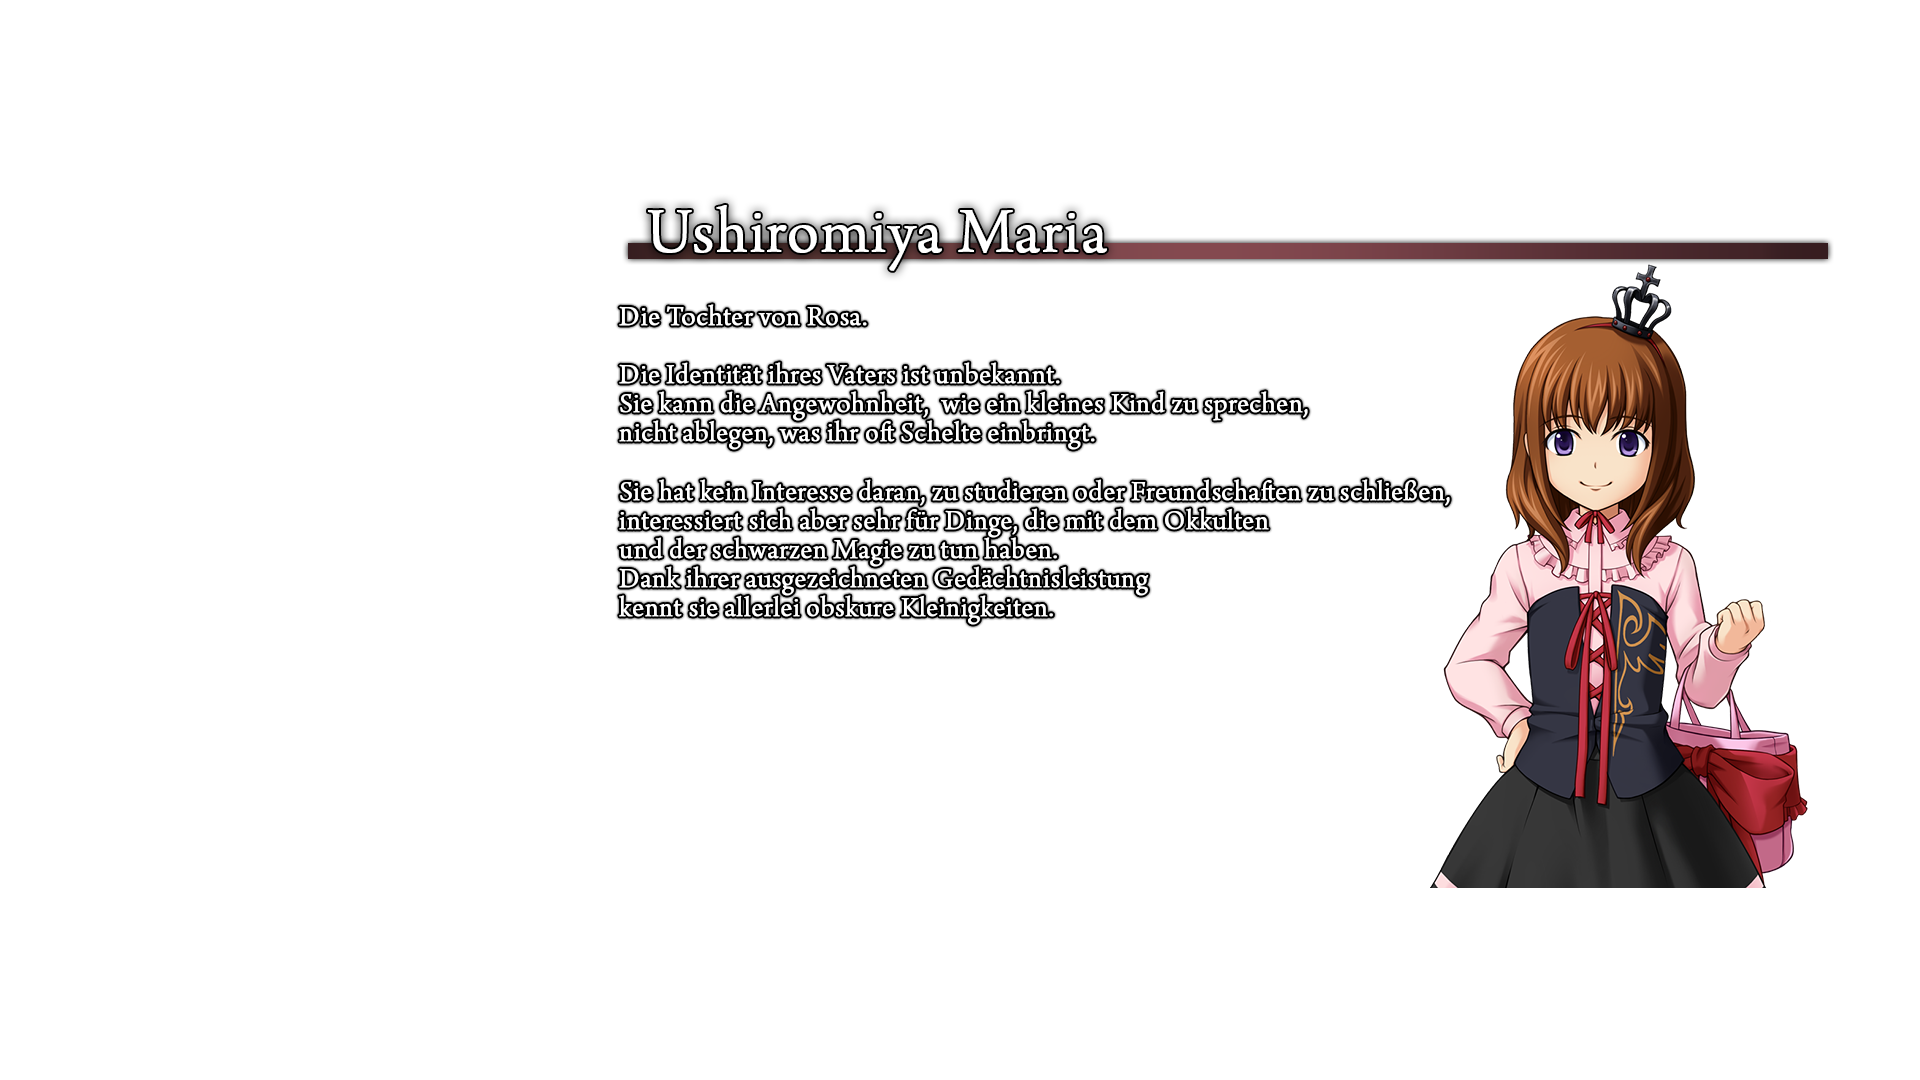 Ushiromiya Maria
Die Tochter von Rosa.
Die Identität ihres Vaters ist unbekannt.
Sie kann die Angewohnheit,  wie ein kleines Kind zu sprechen,
nicht ablegen, was ihr oft Schelte einbringt.
Sie hat kein Interesse daran, zu studieren oder Freundschaften zu schließen,
interessiert sich aber sehr für Dinge, die mit dem Okkulten
und der schwarzen Magie zu tun haben.
Dank ihrer ausgezeichneten Gedächtnisleistung
kennt sie allerlei obskure Kleinigkeiten.